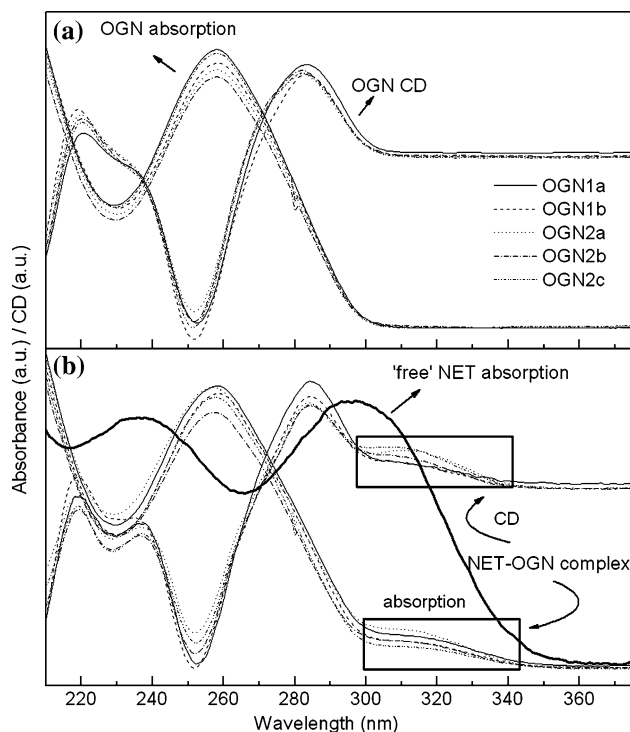 (a)
OGN absorption
OGN CD
OGN1a
OGN1b
OGN2a
OGN2b
OGN2c
Absorbance (a.u.) / CD (a.u.)
(b)
'free' NET absorption
CD
NET-OGN complex
absorption
220 240 260 280 300 320 340 360
Wavelength (nm)